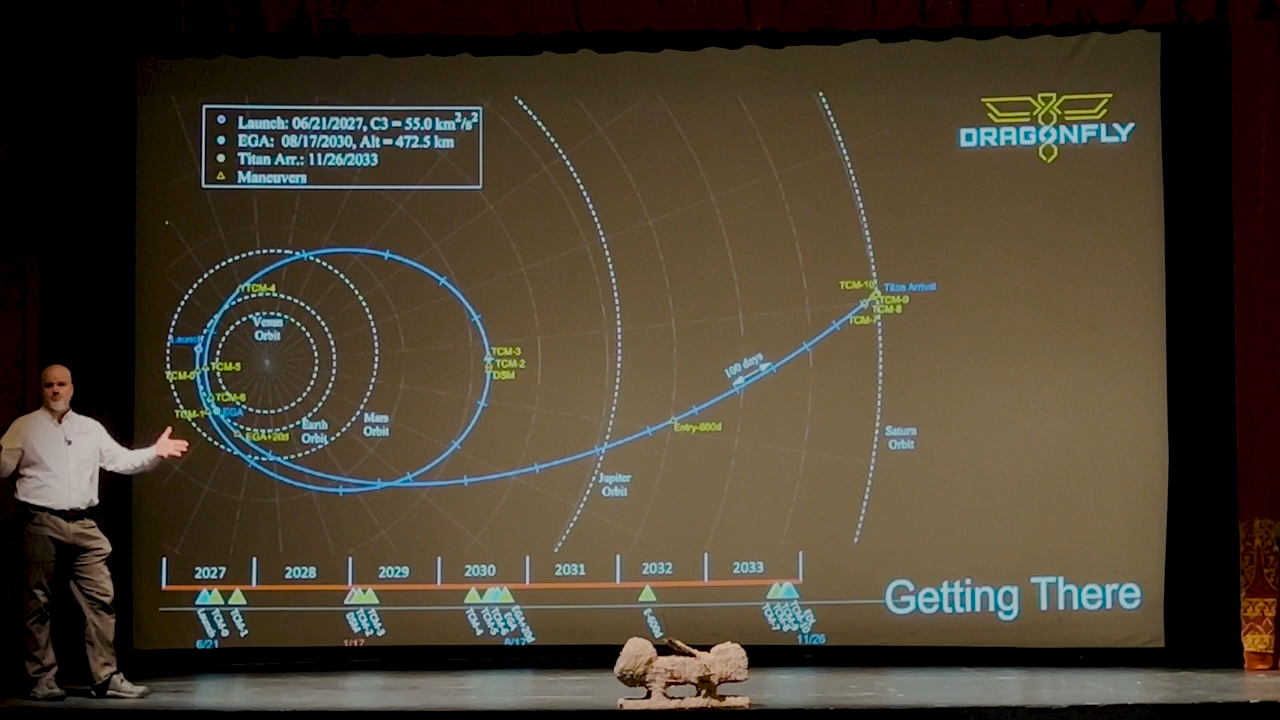 Launch: 06/21/2027, C3 = 55.0 km²/s²
EGA: 08/17/2030, Alt = 472.5 km
Titan Arr.: 11/26/2033
Maneuvers
DRAGONFLY
TCM-4
Venus
Orbit
Launch
TCM-0
TCM-5
TCM-6
TCM-1
EGA
EGA+20d
Earth
Orbit
Mars
Orbit
TCM-3
TCM-2
DSM
100 days
Entry-600d
Jupiter
Orbit
TCM-10
Titan Arrival
TCM-9
TCM-8
TCM-7
Saturn
Orbit
2027
2028
2029
2030
2031
2032
2033
6/21
1/17
8/17
11/26
Getting There